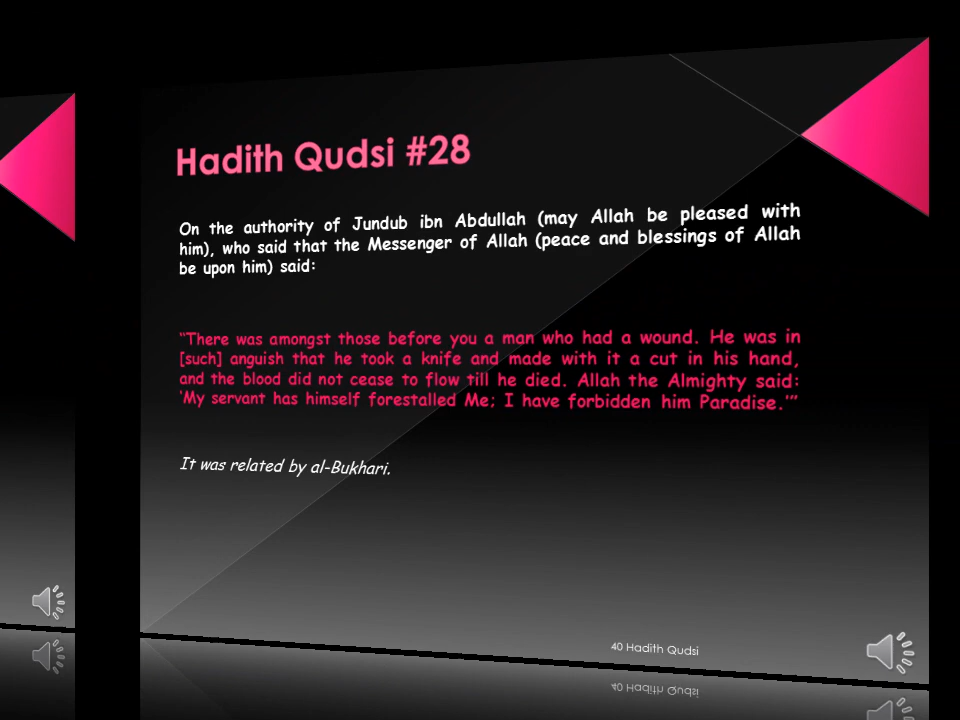 Hadith Qudsi #28
On the authority of Jundub ibn Abdullah (may Allah be pleased with
him), who said that the Messenger of Allah (peace and blessings of Allah
be upon him) said:
“There was amongst those before you a man who had a wound. He was in
[such] anguish that he took a knife and made with it a cut in his hand,
and the blood did not cease to flow till he died. Allah the Almighty said:
‘My servant has himself forestalled Me; I have forbidden him Paradise.’”
It was related by al-Bukhari.
40 Hadith Qudsi